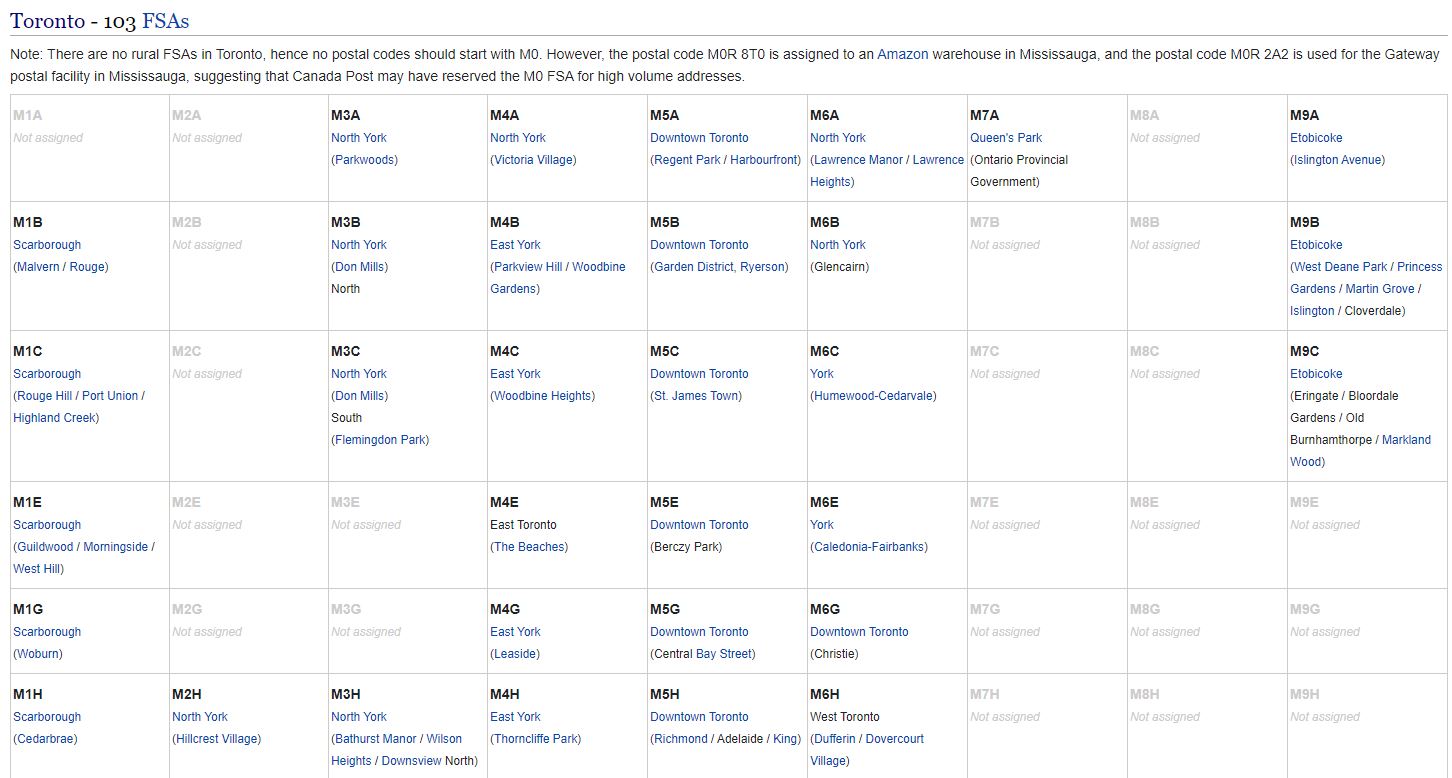 Toronto - 103 FSAs
Note: There are no rural FSAs in Toronto, hence no postal codes should start with M0. However, the postal code M0R 8T0 is assigned to an Amazon warehouse in Mississauga, and the postal code M0R 2A2 is used for the Gateway
postal facility in Mississauga, suggesting that Canada Post may have reserved the M0 FSA for high volume addresses.
M1A
Not assigned
M2A
Not assigned
M3A
North York
(Parkwoods)
M4A
North York
(Victoria Village)
M5A
Downtown Toronto
(Regent Park / Harbourfront)
M6A
North York
(Lawrence Manor / Lawrence
Heights)
M7A
Queen's Park
(Ontario Provincial
Government)
M8A
Not assigned
M9A
Etobicoke
(Islington Avenue)
M1B
Scarborough
(Malvern / Rouge)
M2B
Not assigned
M3B
North York
(Don Mills)
North
M4B
East York
(Parkview Hill / Woodbine
Gardens)
M5B
Downtown Toronto
(Garden District, Ryerson)
M6B
North York
(Glencairn)
M7B
Not assigned
M8B
Not assigned
M9B
Etobicoke
(West Deane Park / Princess
Gardens / Martin Grove /
Islington / Cloverdale)
M1C
Scarborough
(Rouge Hill / Port Union /
Highland Creek)
M2C
Not assigned
M3C
North York
(Don Mills)
South
(Flemingdon Park)
M4C
East York
(Woodbine Heights)
M5C
Downtown Toronto
(St. James Town)
M6C
York
(Humewood-Cedarvale)
M7C
Not assigned
M8C
Not assigned
M9C
Etobicoke
(Eringate / Bloordale
Gardens / Old
Burnhamthorpe / Markland
Wood)
M1E
Scarborough
(Guildwood / Morningside /
West Hill)
M2E
Not assigned
M3E
Not assigned
M4E
East Toronto
(The Beaches)
M5E
Downtown Toronto
(Berczy Park)
M6E
York
(Caledonia-Fairbanks)
M7E
Not assigned
M8E
Not assigned
M9E
Not assigned
M1G
Scarborough
(Woburn)
M2G
Not assigned
M3G
Not assigned
M4G
East York
(Leaside)
M5G
Downtown Toronto
(Central Bay Street)
M6G
Downtown Toronto
(Christie)
M7G
Not assigned
M8G
Not assigned
M9G
Not assigned
M1H
Scarborough
(Cedarbrae)
M2H
North York
(Hillcrest Village)
M3H
North York
(Bathurst Manor / Wilson
Heights / Downsview North)
M4H
East York
(Thorncliffe Park)
M5H
Downtown Toronto
(Richmond / Adelaide / King)
M6H
West Toronto
(Dufferin / Dovercourt
Village)
M7H
Not assigned
M8H
Not assigned
M9H
Not assigned